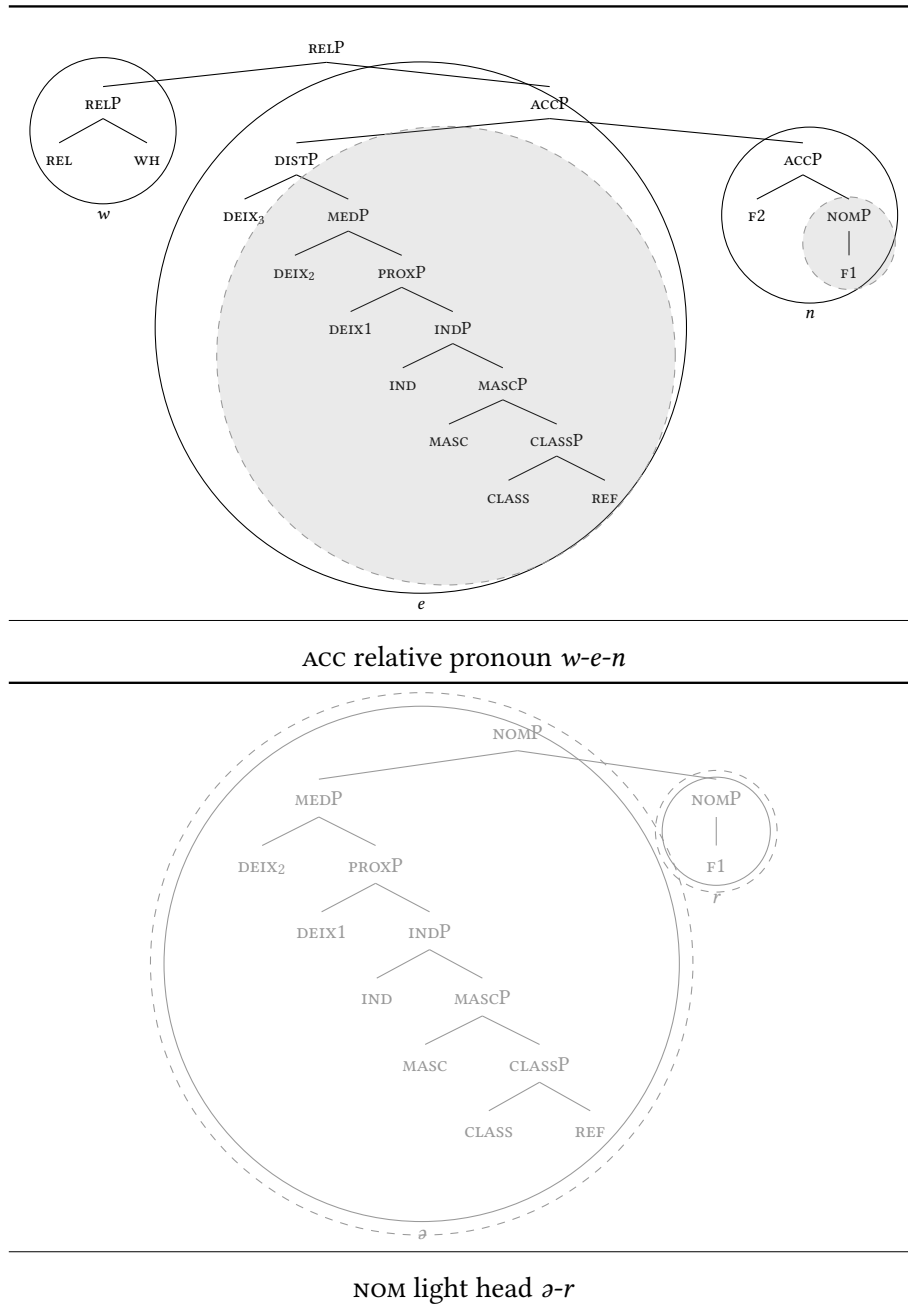 RELP
RELP ACCP
REL WH DISTP ACCP
w DEIX3 MEDP F2 NOMP
DEIX2 PROXP F1
DEIX1 INDP n
IND MASCP
MASC CLASSP
CLASS REF
e
ACC relative pronoun w-e-n
NOMP
MEDP NOMP
DEIX2 PROXP F1
r
DEIX1 INDP
IND MASCP
MASC CLASSP
CLASS REF
ə
NOM light head ə-r